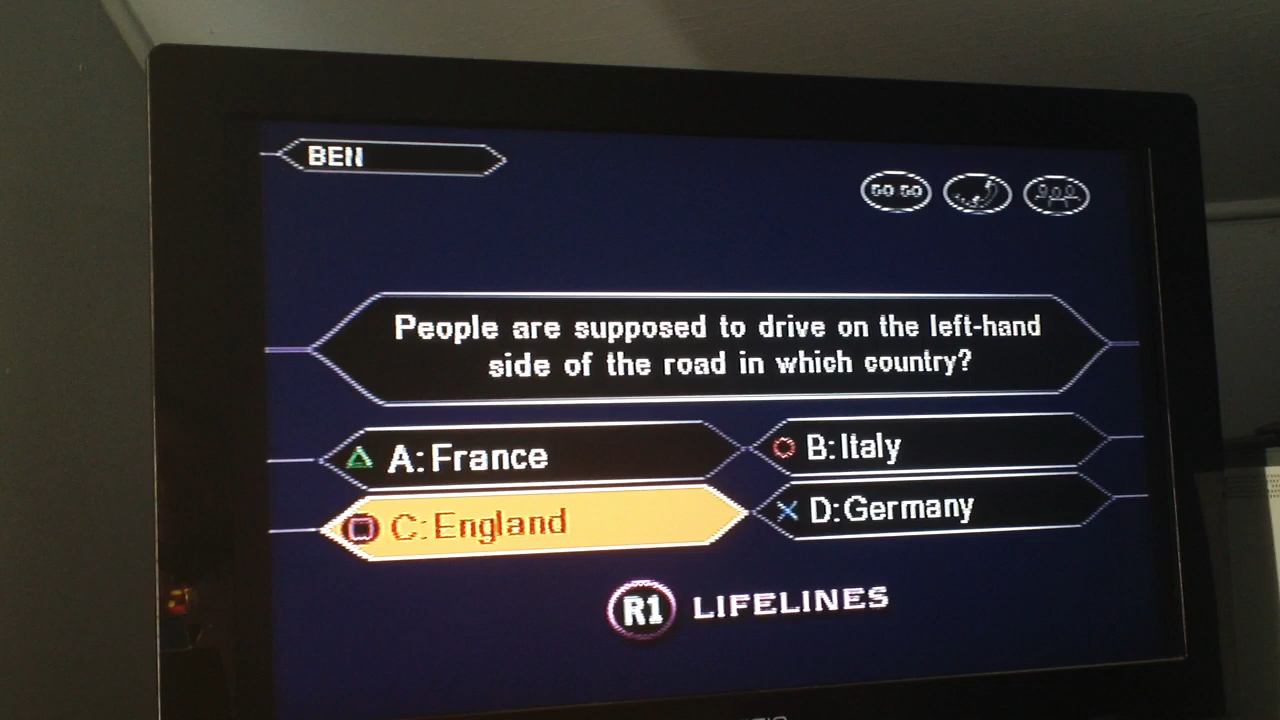 BEN
50 50
People are supposed to drive on the left-hand
side of the road in which country?
A: France
B: Italy
C: England
D: Germany
R1 LIFELINES